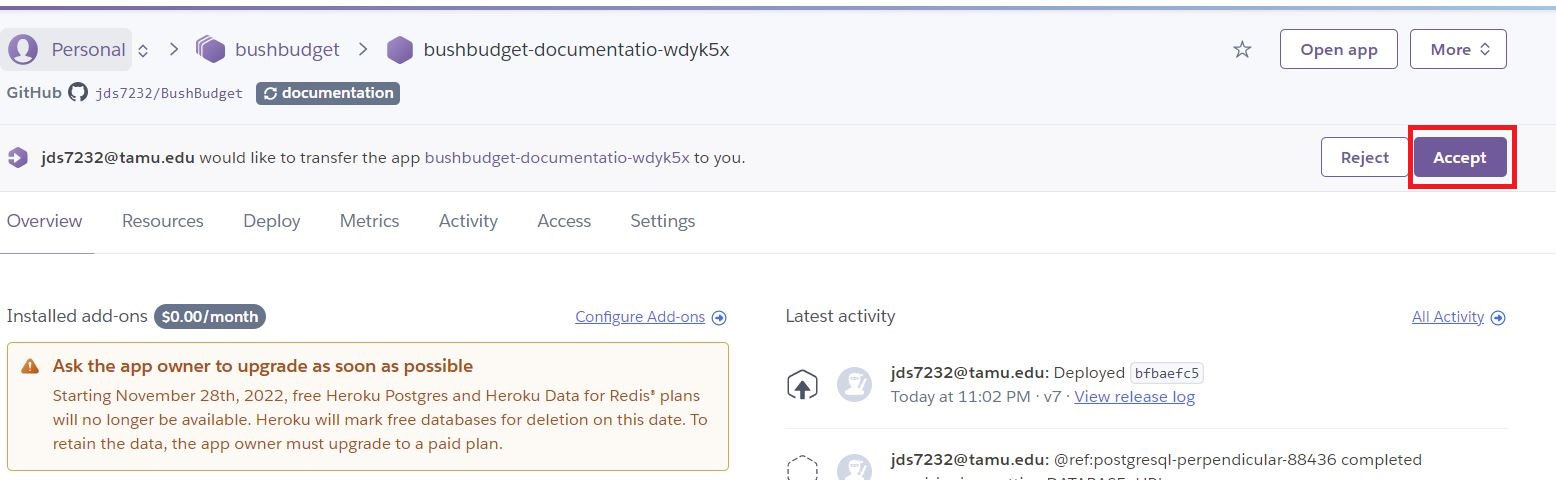 Personal bushbudget bushbudget-documentatio-wdyk5x Open app More
GitHub jds7232/BushBudget documentation
jds7232@tamu.edu would like to transfer the app bushbudget-documentatio-wdyk5x to you. Reject Accept
Overview Resources Deploy Metrics Activity Access Settings
Installed add-ons $0.00/month Configure Add-ons
Ask the app owner to upgrade as soon as possible
Starting November 28th, 2022, free Heroku Postgres and Heroku Data for Redis® plans
will no longer be available. Heroku will mark free databases for deletion on this date. To
retain the data, the app owner must upgrade to a paid plan.
Latest activity All Activity
jds7232@tamu.edu: Deployed bfbaefc5
Today at 11:02 PM · v7 · View release log
jds7232@tamu.edu: @ref:postgresql-perpendicular-88436 completed